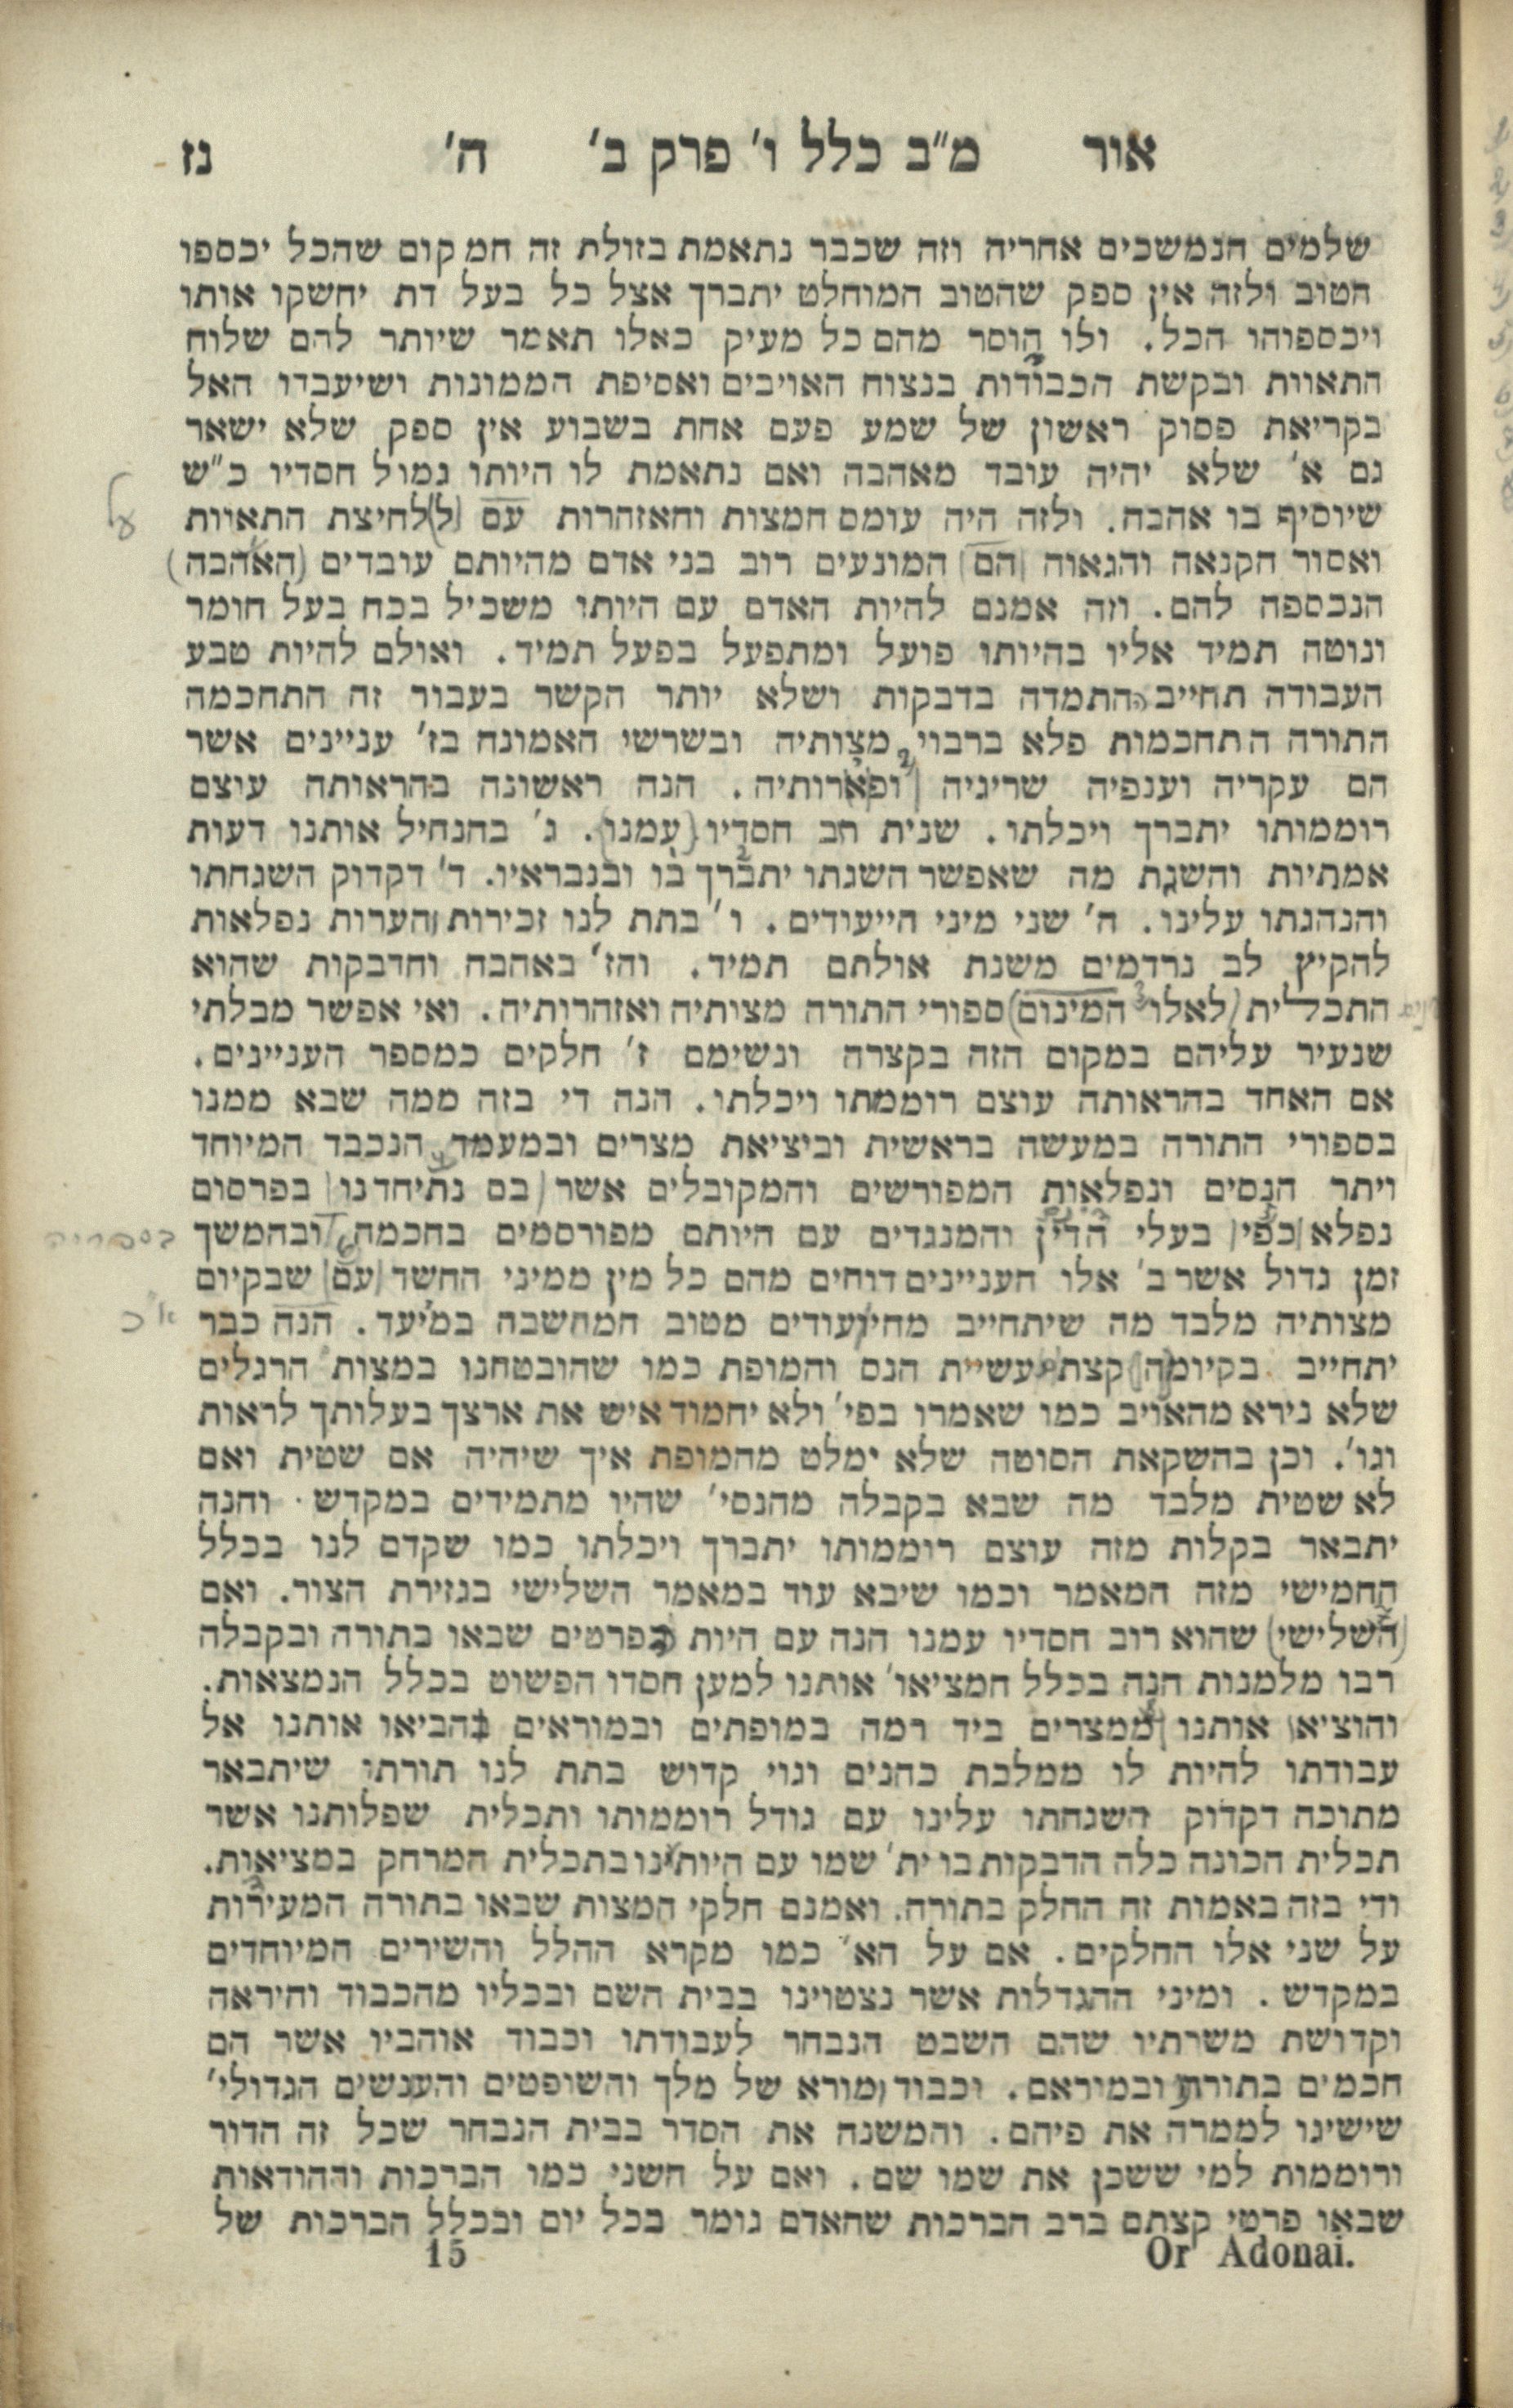 אור מ״ב כלל ו׳ פרק ב׳ ה׳ נז
שלמים הנמשכים אחריה וזה שכבר נתאמת בזולת זה המקום שהכל יכספו
הטוב ולזה אין ספק שהטוב המוחלט יתברך אצל כל בעל דת יחשקו אותו
ויכספוהו הכל. ולו הוסר מהם כל מעיק כאלו תאמר שיותר להם שלוח
התאוות ובקשת הכבודות בנצוח האויבים ואסיפת הממונות ושיעבדו האל
בקריאת פסוק ראשון של שמע פעם אחת בשבוע אין ספק שלא ישאר
גם א׳ שלא יהיה עובד מאהבה ואם נתאמת לו היותו גמול חסדיו כ״ש
שיוסיף בו אהבה. ולזה היה עומס המצות והאזהרות עם (ל)לחיצת התאוות
על
ואסור הקנאה והגאוה (הם) המונעים רוב בני אדם מהיותם עובדים (האהבה)
הנכספה להם. וזה אמנם להיות האדם עם היותו משכיל בכח בעל חומר
ונוטה תמיד אליו בהיותו פועל ומתפעל בפעל תמיד. ואולם להיות טבע
העבודה תחייב ההתמדה בדבקות ושלא יותר הקשר בעבור זה התחכמה
התורה התחכמות פלא ברבוי מצותיה ובשרשי האמונה בז׳ עניינים אשר
הם עקריה וענפיה שריגיה ופארותיה. הנה ראשונה בהראותה עוצם
רוממותו יתברך ויכלתו. שנית רב חסדיו (עמנו). ג׳ בהנחיל אותנו דעות
אמתיות והשגת מה שאפשר השגתו יתברך בו ובנבראיו. ד׳ דקדוק השגחתו
והנהגתו עלינו. ה׳ שני מיני הייעודים. ו׳ בתת לנו זכירות והערות נפלאות
להקיץ לב נרדמים משנת אולתם תמיד. והז׳ באהבה והדבקות שהוא
התכלית (לאלו המינום) ספורי התורה מצותיה ואזהרותיה. ואי אפשר מבלתי
שנעיר עליהם במקום הזה בקצרה ונשימם ז׳ חלקים כמספר העניינים.
אם האחד בהראותה עוצם רוממתו ויכלתו. הנה די בזה ממה שבא ממנו
בספורי התורה במעשה בראשית וביציאת מצרים ובמעמד הנכבד המיוחד
ויתר הנסים ונפלאות המפורשים והמקובלים אשר (בם נתיחדנו) בפרסום
נפלא (כפי) בעלי הדין והמנגדים עם היותם מפורסמים בחכמה ובהמשך
זמן גדול אשר ב׳ אלו העניינים דוחים מהם כל מין ממיני החשד (עם) שבקיום
מצותיה מלבד מה שיתחייב מהיעודים מטוב המחשבה במיעד. הנה כבר
א״כ
יתחייב בקיומ(ה) קצת עשיית הנס והמופת כמו שהובטחנו במצות הרגלים
שלא נירא מהאויב כמו שאמרו בפי׳ ולא יחמוד איש את ארצך בעלותך לראות
וגו׳. וכן בהשקאת הסוטה שלא ימלט מהמופת איך שיהיה אם שטית ואם
לא שטית מלבד מה שבא בקבלה מהנסי׳ שהיו מתמידים במקדש. והנה
יתבאר בקלות מזה עוצם רוממותו יתברך ויכלתו כמו שקדם לנו בכלל
החמישי מזה המאמר וכמו שיבא עוד במאמר השלישי בגזירת הצור. ואם
(השלישי) שהוא רוב חסדיו עמנו הנה עם היות בפרטים שבאו בתורה ובקבלה
רבו מלמנות הנה בכלל המציאו׳ אותנו למען חסדו הפשוט בכלל הנמצאות.
והוציאו אותנו ממצרים ביד רמה במופתים ובמוראים בהביאו אותנו אל
עבודתו להיות לו ממלכת כהנים וגוי קדוש בתת לנו תורתו שיתבאר
מתוכה דקדוק השגחתו עלינו עם גודל רוממותו ותכלית שפלותנו אשר
תכלית הכונה כלה הדבקות בו ית׳ שמו עם היותנו בתכלית המרחק במציאות.
ודי בזה באמות זה החלק בתורה. ואמנם חלקי המצות שבאו בתורה המעירות
על שני אלו החלקים. אם על הא׳ כמו מקרא ההלל והשירים המיוחדים
במקדש. ומיני ההגדלות אשר נצטוינו בבית השם ובכליו מהכבוד והיראה
וקדושת משרתיו שהם השבט הנבחר לעבודתו וכבוד אוהביו אשר הם
חכמים בתורה ובמוראם. וכבוד ומורא של מלך והשופטים והענשים הגדולי׳
שישיגו לממרה את פיהם. והמשנה את הסדר בבית הנבחר שכל זה הדור
ורוממות למי ששכן את שמו שם. ואם על השני כמו הברכות וההודאות
שבאו פרטי קצתם ברב הברכות שהאדם גומר בכל יום ובכלל הברכות של
Or Adonai. 15